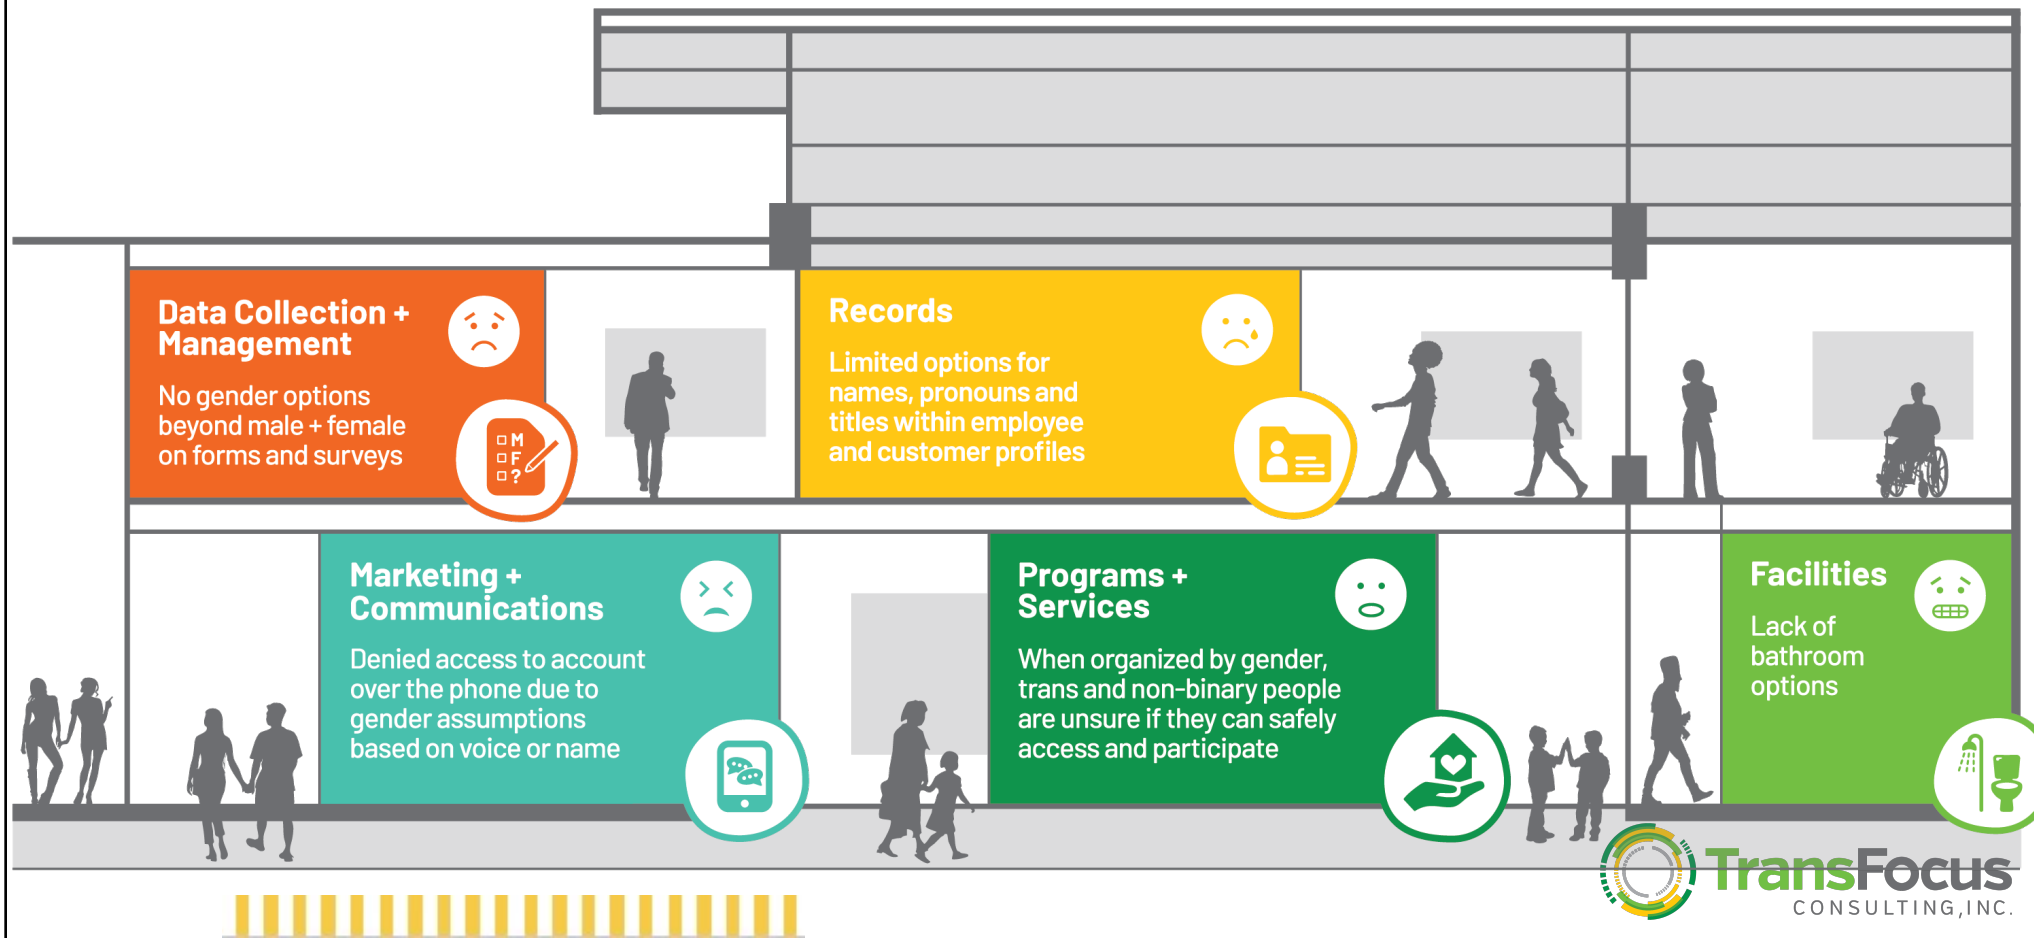 Data Collection +
Management
No gender options
beyond male + female
on forms and surveys
M
F
?
Records
Limited options for
names, pronouns and
titles within employee
and customer profiles
Marketing +
Communications
Denied access to account
over the phone due to
gender assumptions
based on voice or name
Programs +
Services
When organized by gender,
trans and non-binary people
are unsure if they can safely
access and participate
Facilities
Lack of
bathroom
options
TransFocus
CONSULTING, INC.